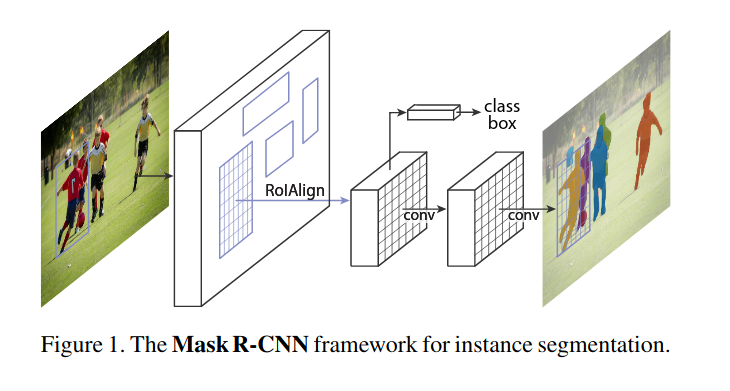 class
box
RoIAlign
conv
conv
Figure 1. The Mask R-CNN framework for instance segmentation.